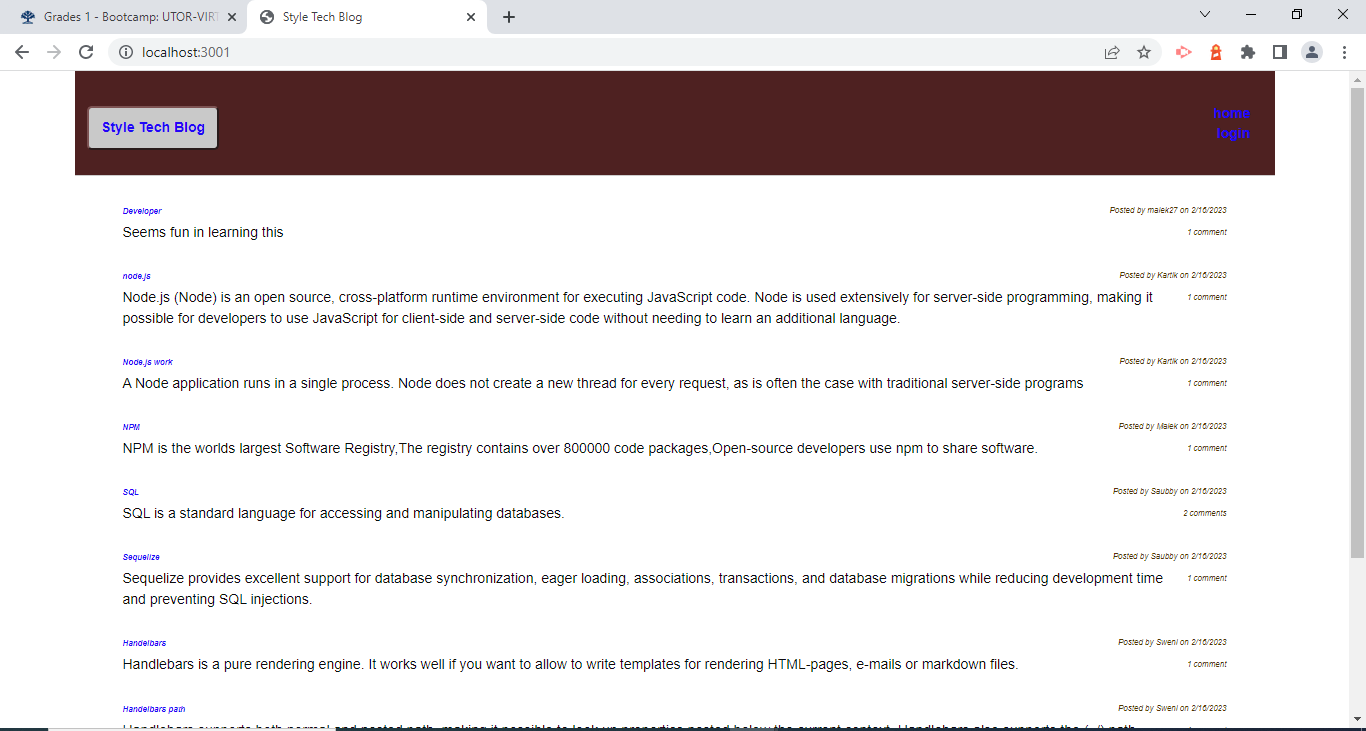 Grades 1 - Bootcamp: UTOR-VIRT
Style Tech Blog
localhost:3001
Style Tech Blog
home
login
Developer
Posted by malek27 on 2/16/2023
Seems fun in learning this
1 comment
node.js
Posted by Kartik on 2/16/2023
Node.js (Node) is an open source, cross-platform runtime environment for executing JavaScript code. Node is used extensively for server-side programming, making it
1 comment
possible for developers to use JavaScript for client-side and server-side code without needing to learn an additional language.
Node.js work
Posted by Kartik on 2/16/2023
A Node application runs in a single process. Node does not create a new thread for every request, as is often the case with traditional server-side programs
1 comment
NPM
Posted by Malek on 2/16/2023
NPM is the worlds largest Software Registry,The registry contains over 800000 code packages,Open-source developers use npm to share software.
1 comment
SQL
Posted by Saubby on 2/16/2023
SQL is a standard language for accessing and manipulating databases.
2 comments
Sequelize
Posted by Saubby on 2/16/2023
Sequelize provides excellent support for database synchronization, eager loading, associations, transactions, and database migrations while reducing development time
1 comment
and preventing SQL injections.
Handelbars
Posted by Sweni on 2/16/2023
Handlebars is a pure rendering engine. It works well if you want to allow to write templates for rendering HTML-pages, e-mails or markdown files.
1 comment
Handelbars path
Posted by Sweni on 2/16/2023